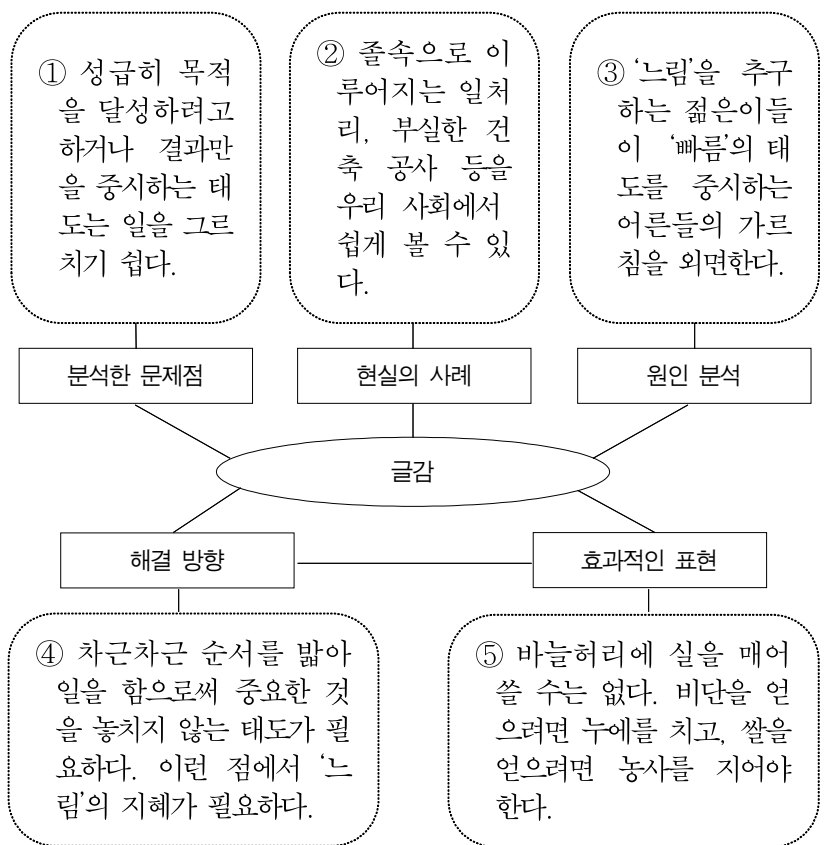 ① 성급히 목적
을 달성하려고
하거나 결과만
을 중시하는 태
도는 일을 그르
치기 쉽다.
② 졸속으로 이
루어지는 일처
리, 부실한 건
축 공사 등을
우리 사회에서
쉽게 볼 수 있
다.
③ ‘느림’을 추구
하는 젊은이들
이 ‘빠름’의 태
도를 중시하는
어른들의 가르
침을 외면한다.
분석한 문제점
현실의 사례
원인 분석
글감
해결 방향
효과적인 표현
④ 차근차근 순서를 밟아
일을 함으로써 중요한 것
을 놓치지 않는 태도가 필
요하다. 이런 점에서 ‘느
림’의 지혜가 필요하다.
⑤ 바늘허리에 실을 매어
쓸 수는 없다. 비단을 얻
으려면 누에를 치고, 쌀을
얻으려면 농사를 지어야
한다.